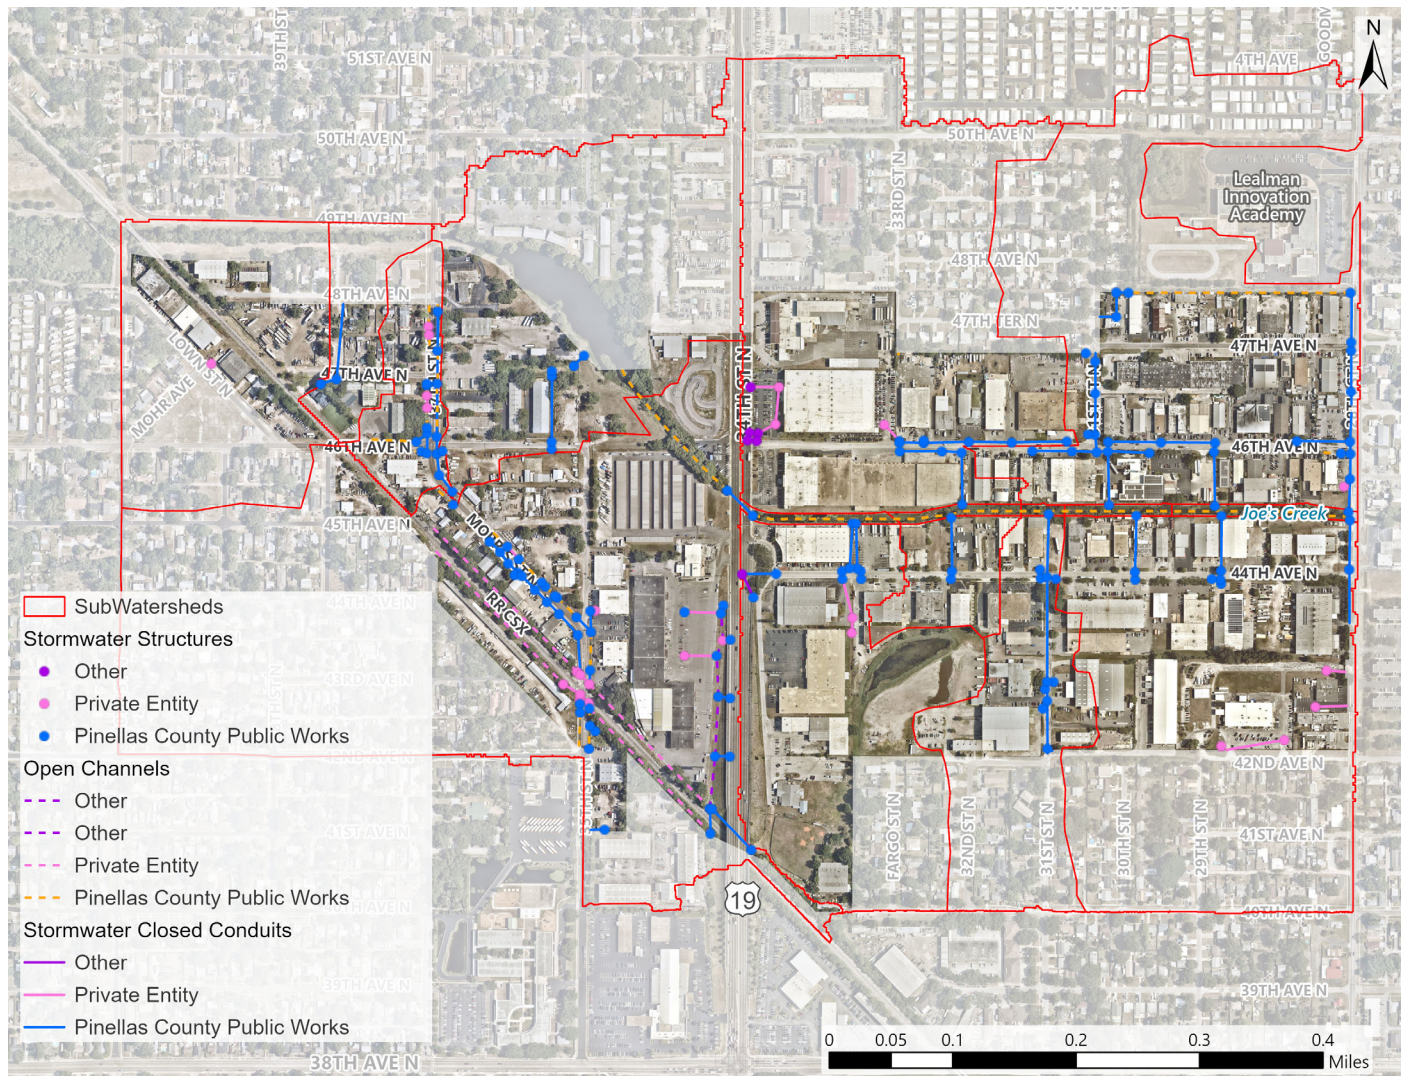 39TH ST
51ST AVE N
4TH AVE
N
50TH AVE N
50TH AVE N
33RD ST N
Lealman
Innovation
Academy
49TH AVE N
48TH AVE N
48TH AVE N
47TH TER N
47TH AVE N
LOWN ST N
MOHR AVE
47TH AVE N
46TH AVE N
46TH AVE N
45TH AVE N
Joe's Creek
44TH AVE N
RRCSX
44TH AVE N
42ND AVE N
41ST AVE N
41ST AVE N
FARGO ST N
32ND ST N
31ST ST N
30TH ST N
29TH ST N
19
40TH AVE N
39TH AVE N
39TH AVE N
38TH AVE N
SubWatersheds
Stormwater Structures
Other
Private Entity
Pinellas County Public Works
Open Channels
Other
Other
Private Entity
Pinellas County Public Works
Stormwater Closed Conduits
Other
Private Entity
Pinellas County Public Works
0 0.05 0.1 0.2 0.3 0.4
Miles